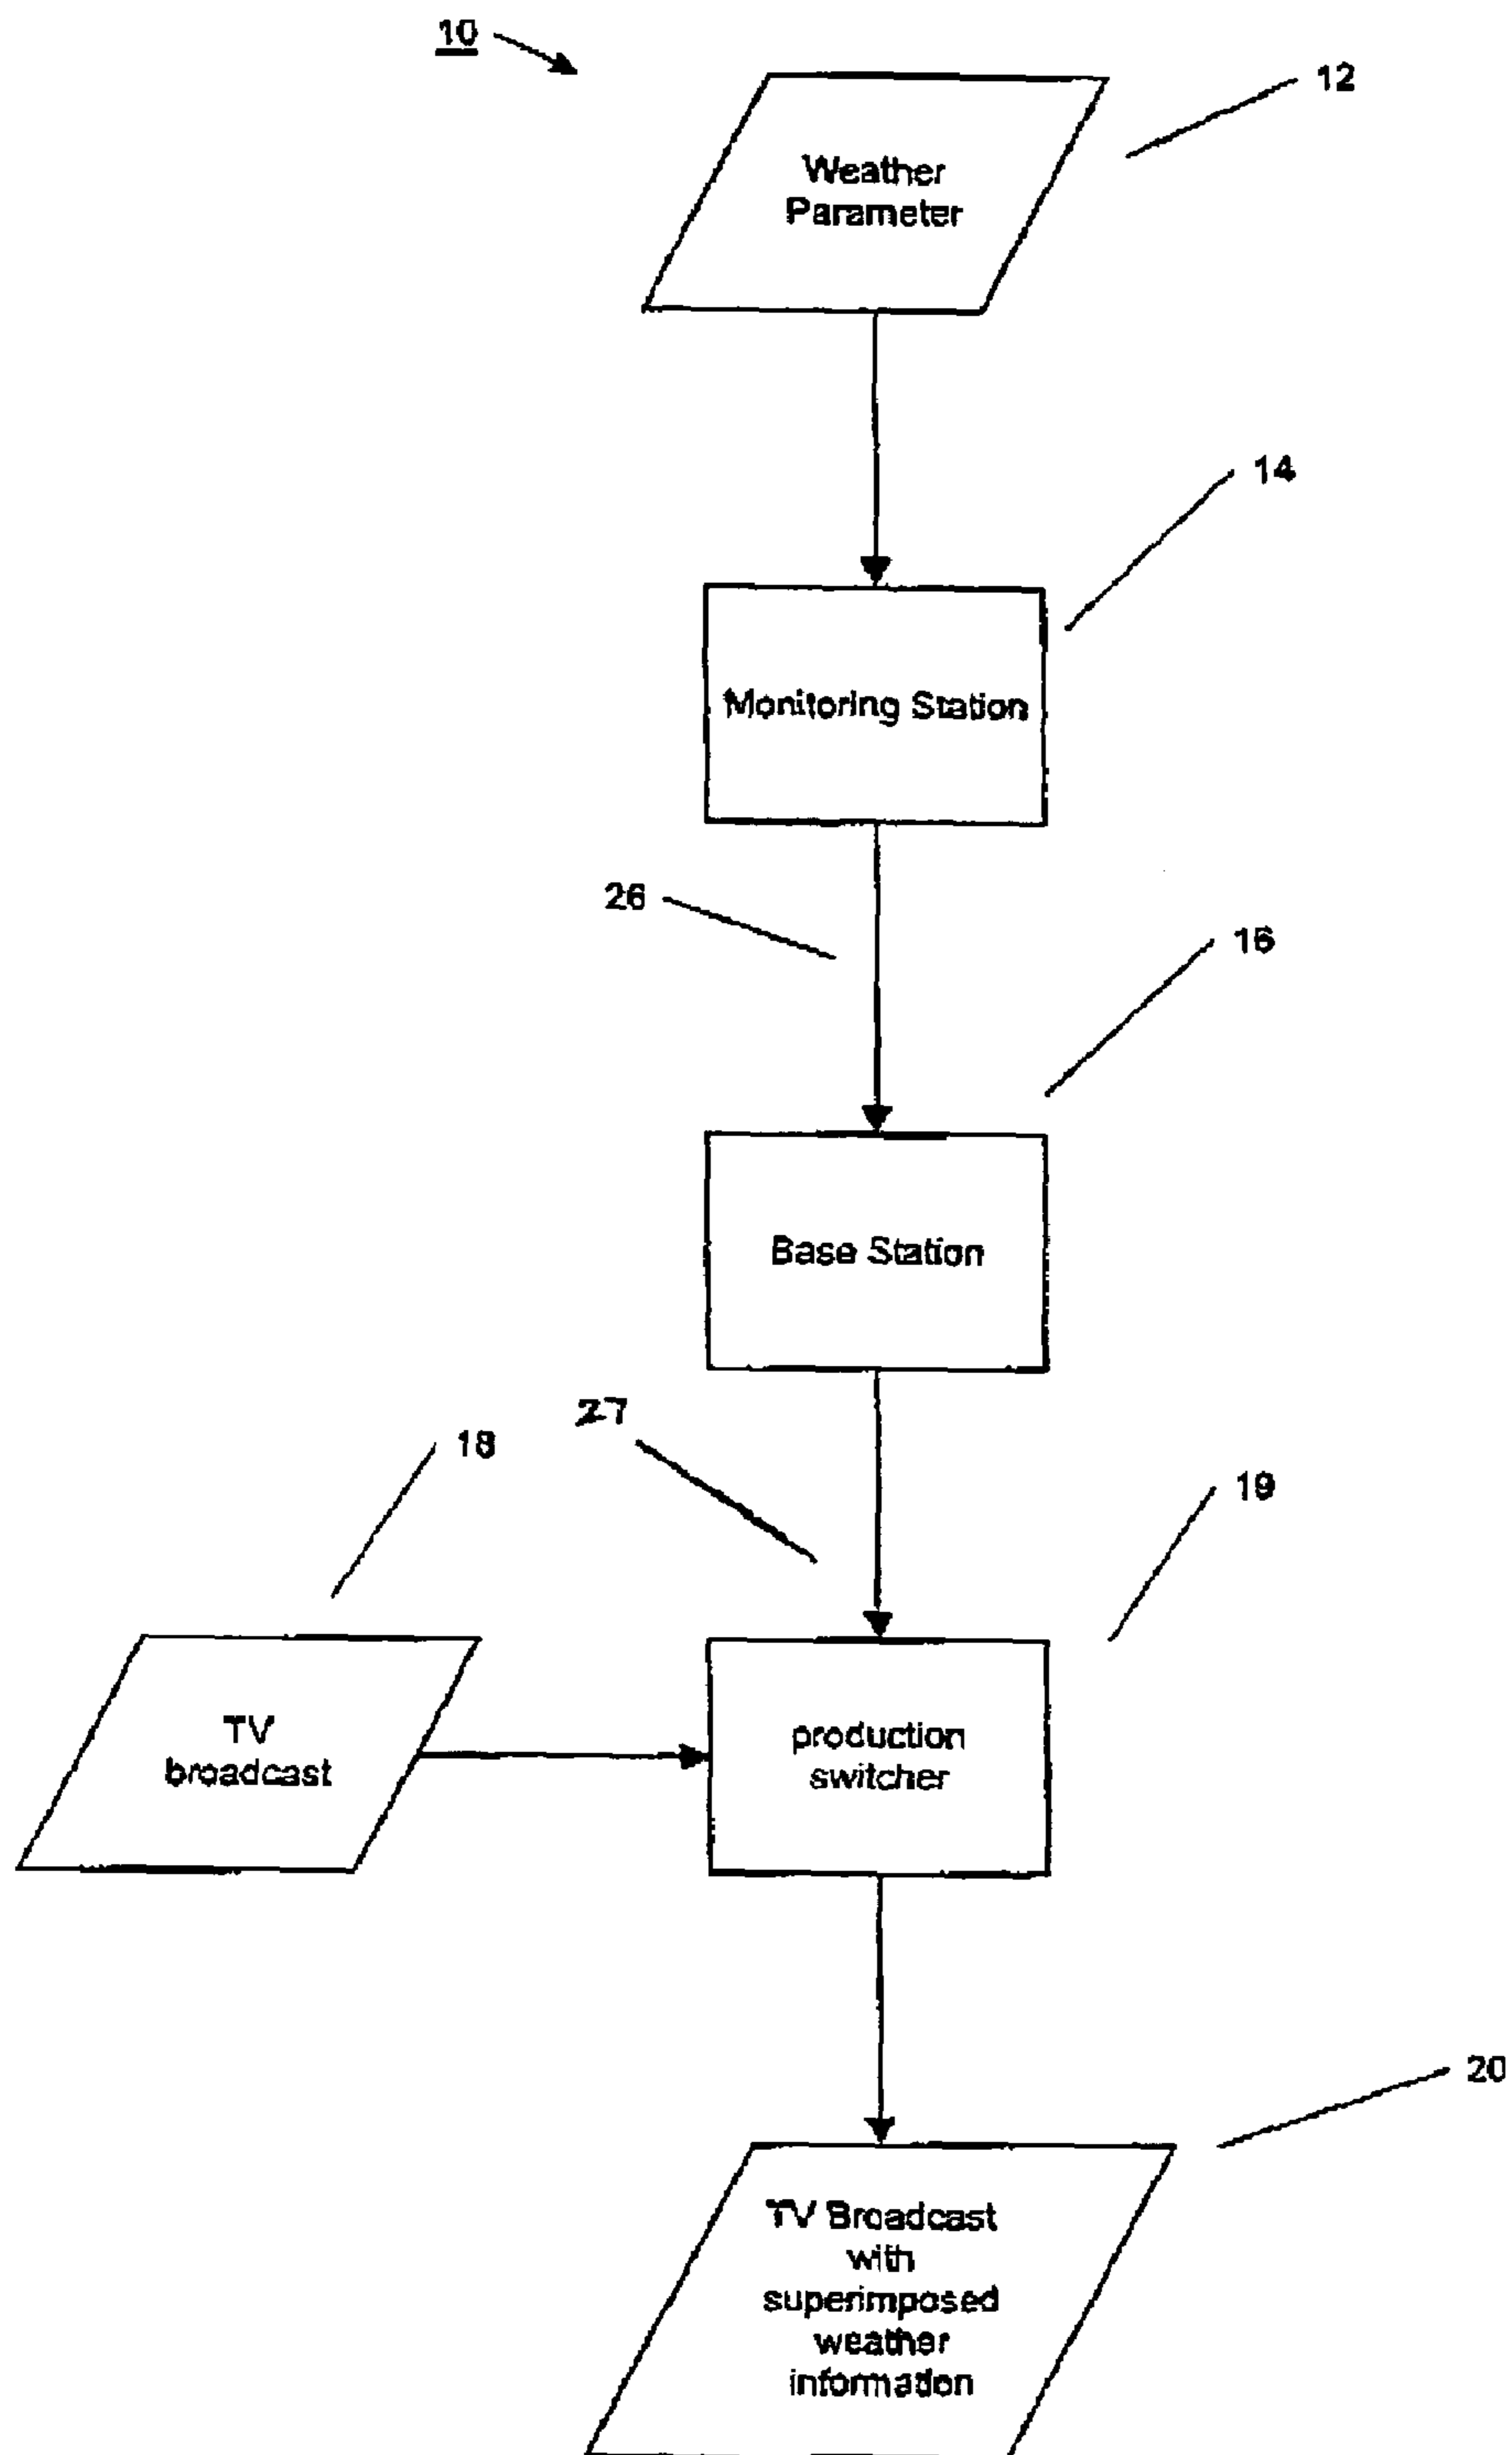 10
12
Weather
Parameter
14
Monitoring Station
26
16
Base Station
27
18
19
TV
broadcast
production
switcher
20
TV Broadcast
with
superimposed
weather
information